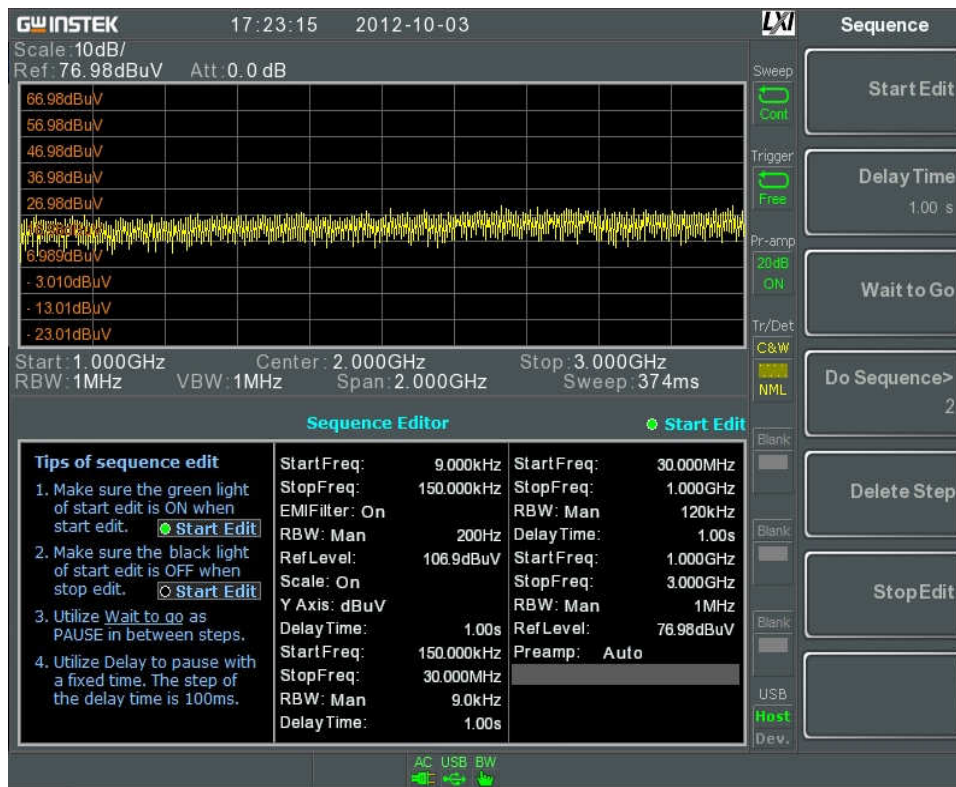 GWINSTEK 17:23:15 2012-10-03 LXI
Scale:10dB/
Ref:76.98dBuV Att:0.0 dB
66.98dBuV
56.98dBuV
46.98dBuV
36.98dBuV
26.98dBuV
6.989dBuV
- 3.010dBuV
- 13.01dBuV
- 23.01dBuV
Start:1.000GHz Center:2.000GHz Stop:3.000GHz
RBW:1MHz VBW:1MHz Span:2.000GHz Sweep:374ms
Sweep
Cont
Trigger
Free
Pr-amp
20dB
ON
Tr/Det
C&W
NML
Blank
Blank
Blank
USB
Host
Dev.
Sequence
Start Edit
Delay Time
1.00 s
Wait to Go
Do Sequence>
2
Delete Step
Stop Edit
Sequence Editor
Start Edit
Tips of sequence edit
1. Make sure the green light
of start edit is ON when
start edit. Start Edit
2. Make sure the black light
of start edit is OFF when
stop edit. Start Edit
3. Utilize Wait to go as
PAUSE in between steps.
4. Utilize Delay to pause with
a fixed time. The step of
the delay time is 100ms.
StartFreq: 9.000kHz
StopFreq: 150.000kHz
EMIFilter: On
RBW: Man 200Hz
RefLevel: 106.9dBuV
Scale: On
Y Axis: dBuV
DelayTime: 1.00s
StartFreq: 150.000kHz
StopFreq: 30.000MHz
RBW: Man 9.0kHz
DelayTime: 1.00s
StartFreq: 30.000MHz
StopFreq: 1.000GHz
RBW: Man 120kHz
DelayTime: 1.00s
StartFreq: 1.000GHz
StopFreq: 3.000GHz
RBW: Man 1MHz
RefLevel: 76.98dBuV
Preamp: Auto
AC USB BW